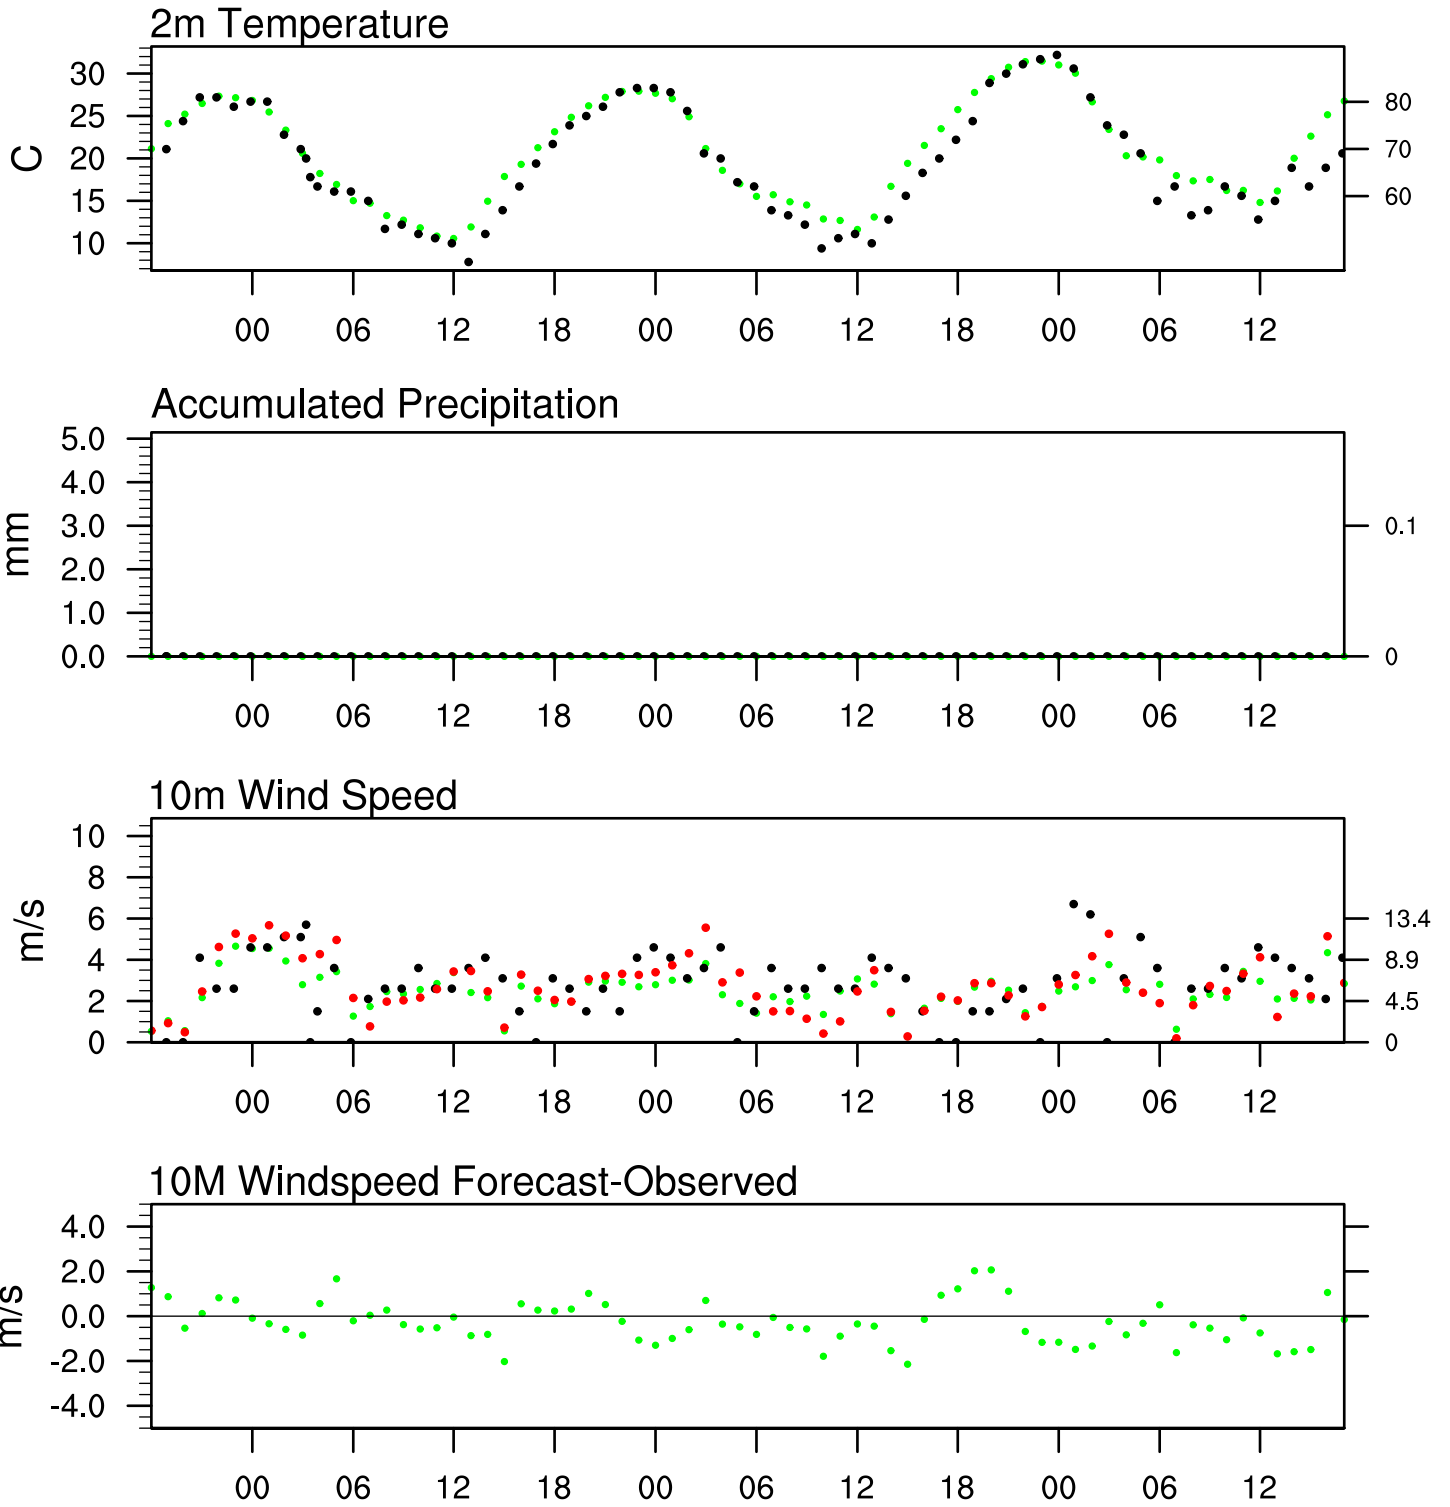 2m Temperature
30
25
20
15
10
C
80
70
60
00 06 12 18 00 06 12 18 00 06 12
Accumulated Precipitation
5.0
4.0
3.0
2.0
1.0
0.0
mm
0.1
0
00 06 12 18 00 06 12 18 00 06 12
10m Wind Speed
10
8
6
4
2
0
m/s
13.4
8.9
4.5
0
00 06 12 18 00 06 12 18 00 06 12
10M Windspeed Forecast-Observed
4.0
2.0
0.0
-2.0
-4.0
m/s
00 06 12 18 00 06 12 18 00 06 12